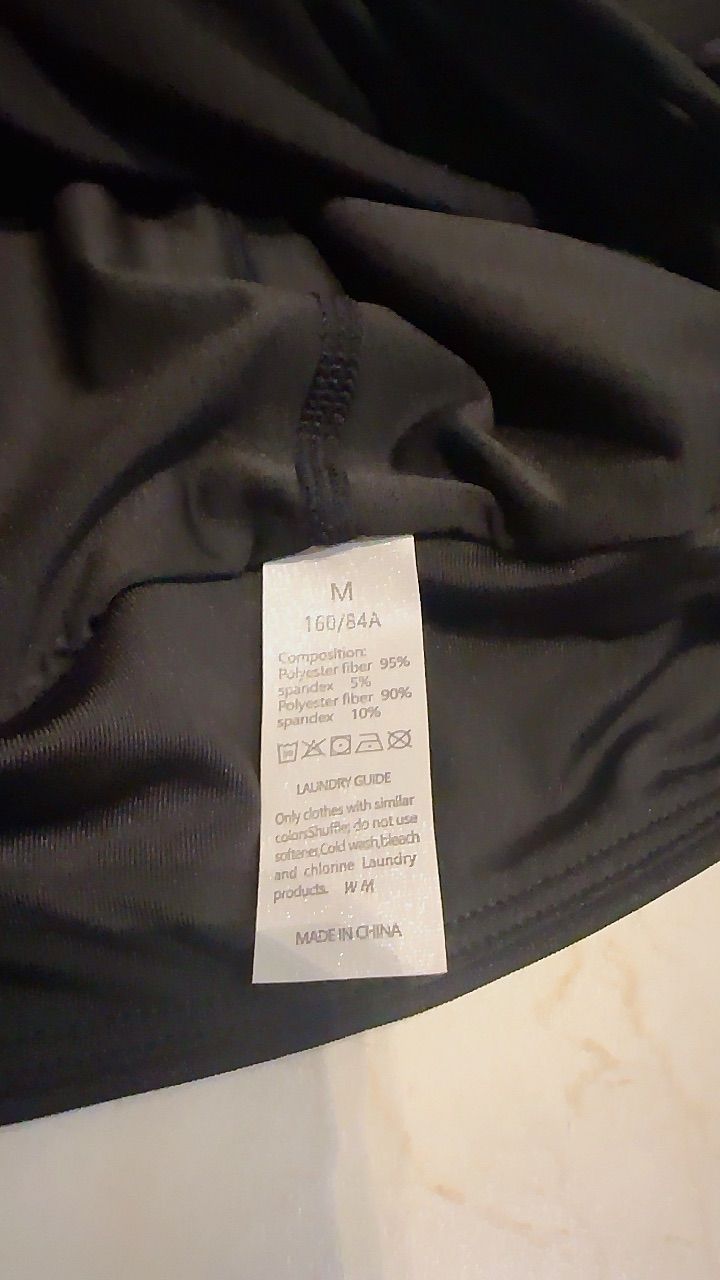 M
160/84A
Composition:
Polyester fiber 95%
spandex 5%
Polyester fiber 90%
spandex 10%
LAUNDRY GUIDE
Only clothes with similar
colorsShuffle; do not use
softener,Cold wash,bleach
and chlorine Laundry
products. W M
MADE IN CHINA